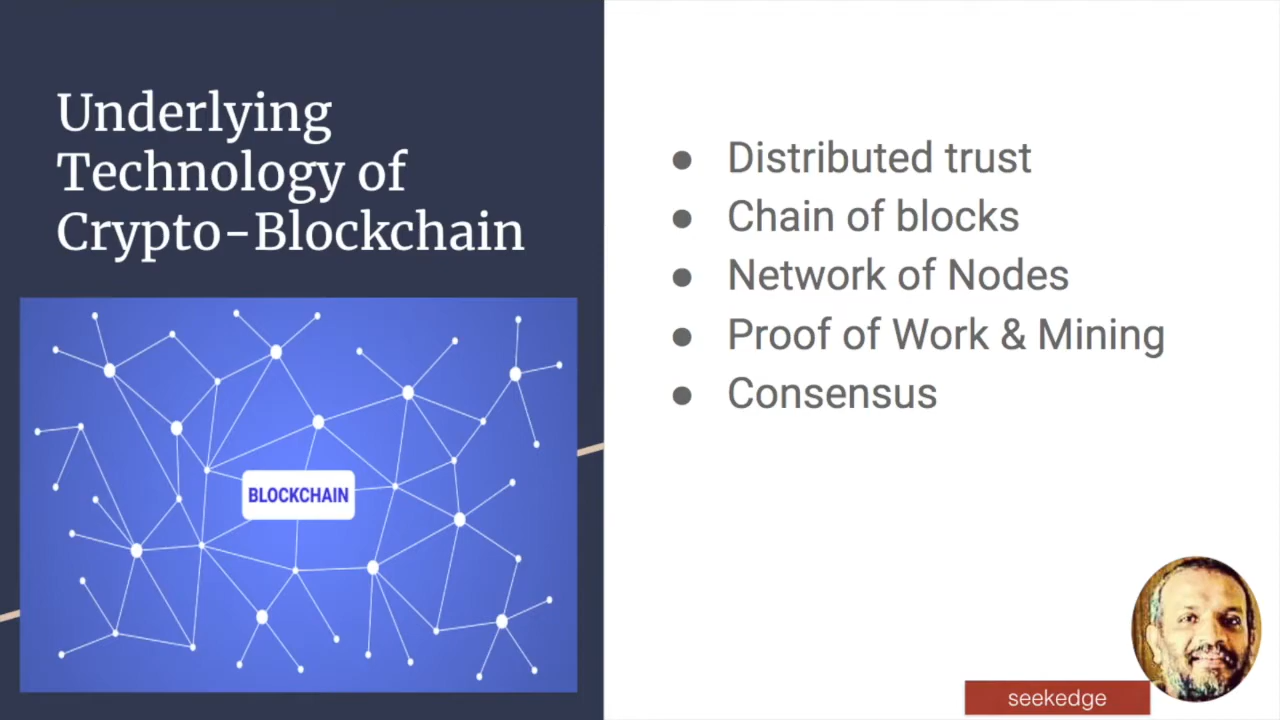 Underlying
Technology of
Crypto-Blockchain
BLOCKCHAIN
● Distributed trust
● Chain of blocks
● Network of Nodes
● Proof of Work & Mining
● Consensus
seekedge